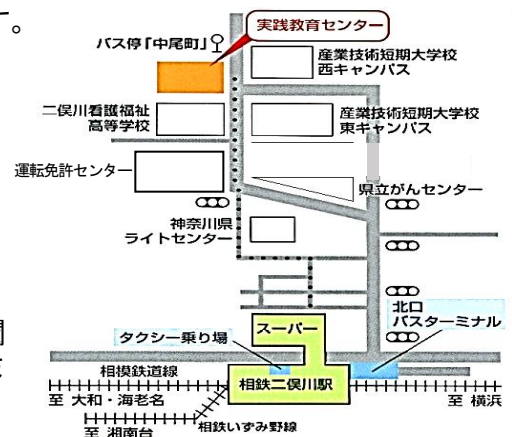 す。
実践教育センター
バス停「中尾町」
産業技術短期大学校
西キャンパス
二俣川看護福祉
高等学校
産業技術短期大学校
東キャンパス
運転免許センター
県立がんセンター
神奈川県
ライトセンター
北口
バスターミナル
スーパー
タクシー乗り場
相模鉄道線
相鉄二俣川駅
至 大和・海老名
至 横浜
至 湘南台
相鉄いずみ野線